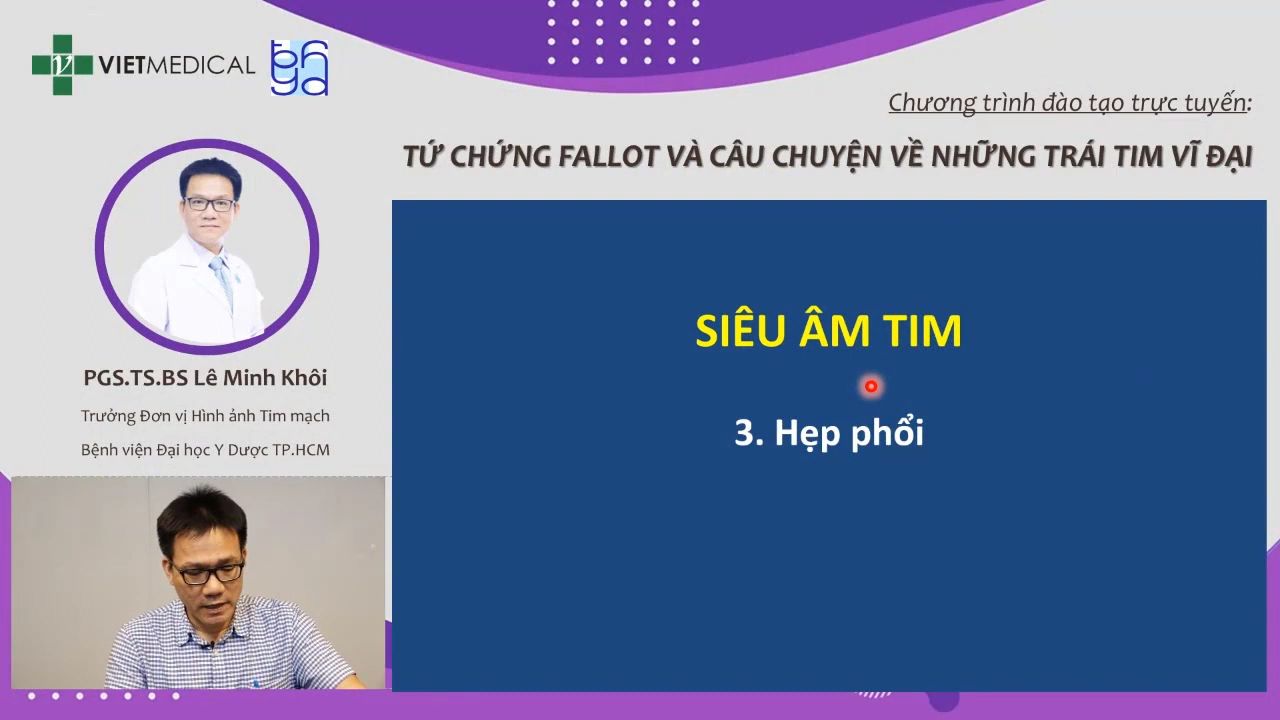 VIETMEDICAL
Chương trình đào tạo trực tuyến:
TỨ CHỨNG FALLOT VÀ CÂU CHUYỆN VỀ NHỮNG TRÁI TIM VĨ ĐẠI
PGS.TS.BS Lê Minh Khôi
Trưởng Đơn vị Hình ảnh Tim mạch
Bệnh viện Đại học Y Dược TP.HCM
SIÊU ÂM TIM
3. Hẹp phổi